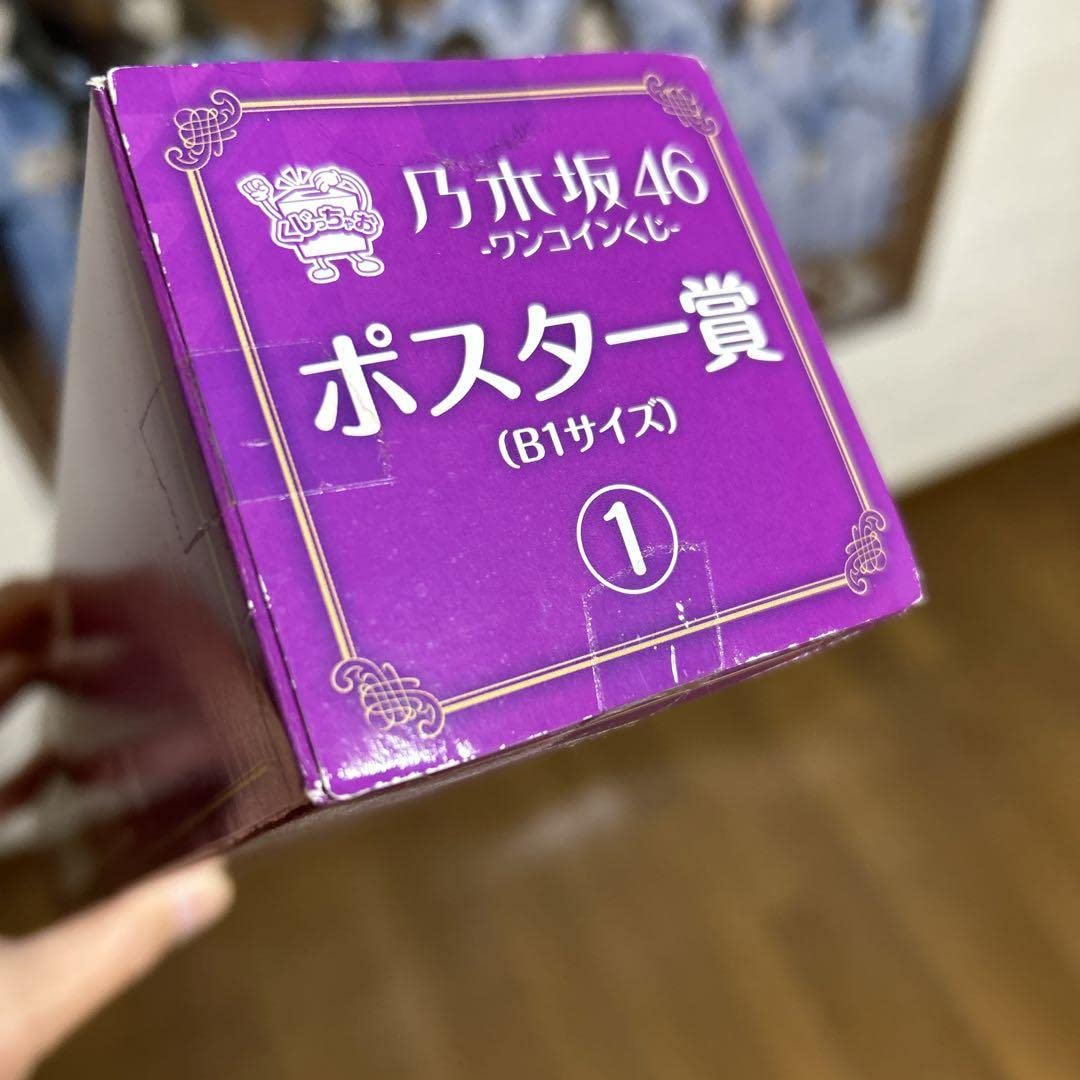 くじっちゃお
乃木坂46
-ワンコインくじ-
ポスター賞
(B1サイズ)
①